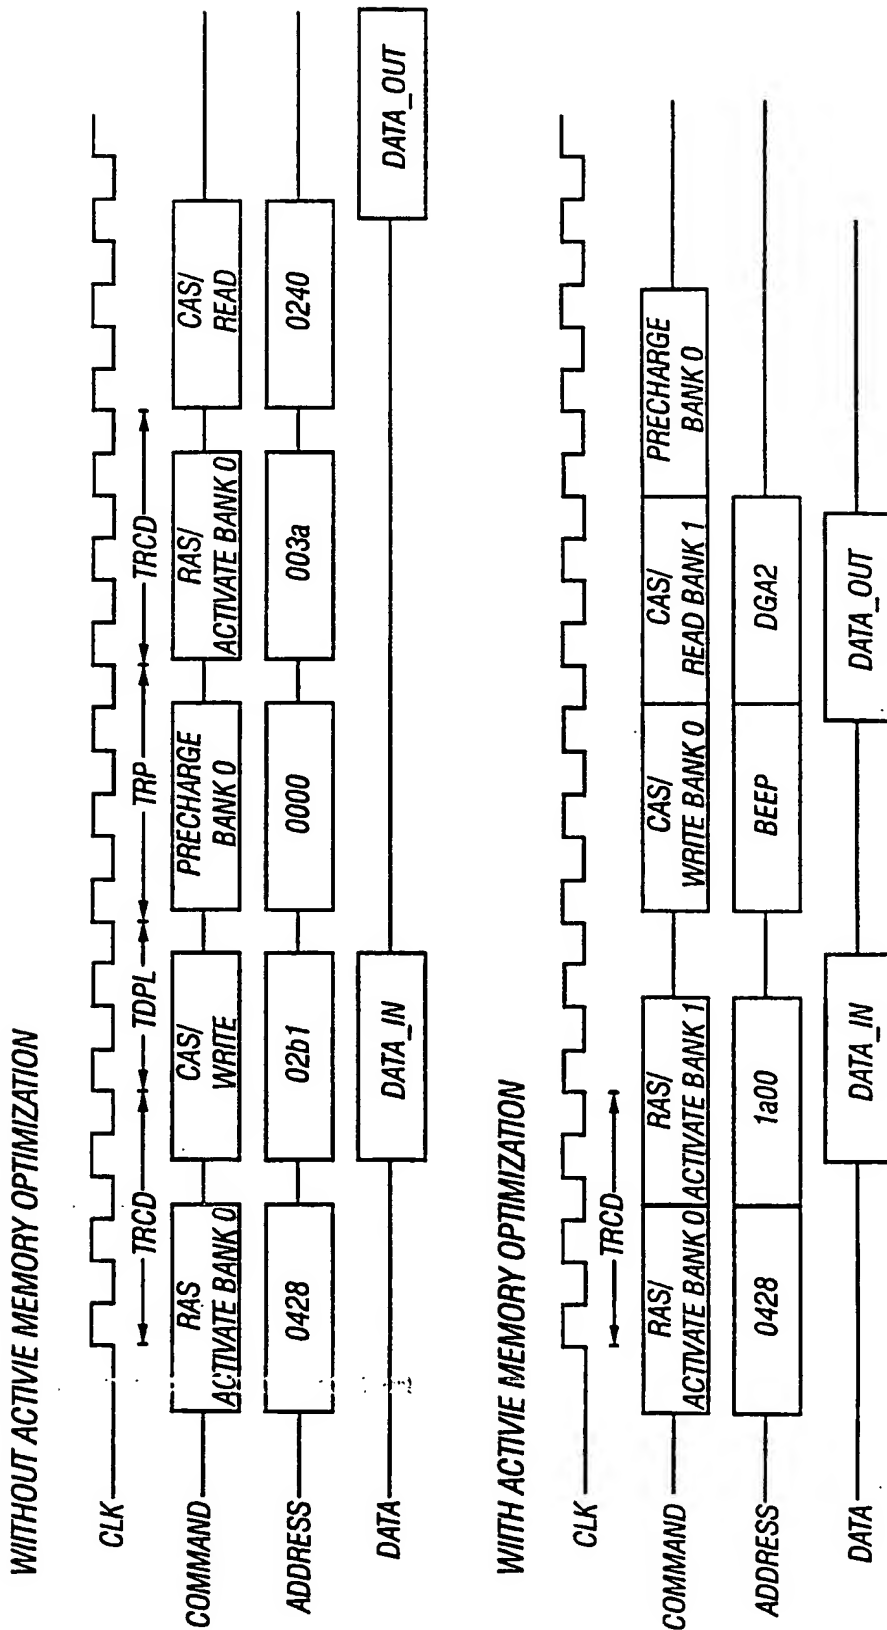 WIITHOUT ACTIVIE MEMORY OPTIMIZATION
CLK
TRCD
TDPL
TRP
TRCD
COMMAND
RAS
ACTIVATE BANK 0
CAS/
WRITE
PRECHARGE
BANK 0
RAS/
ACTIVATE BANK 0
CAS/
READ
ADDRESS
0428
02b1
0000
003a
0240
DATA
DATA_IN
DATA_OUT
WIITH ACTIVIE MEMORY OPTIMIZATION
CLK
TRCD
COMMAND
RAS/
ACTIVATE BANK 0
RAS/
ACTIVATE BANK 1
CAS/
WRITE BANK 0
CAS/
READ BANK 1
PRECHARGE
BANK 0
ADDRESS
0428
1a00
BEEP
DGA2
DATA
DATA_IN
DATA_OUT